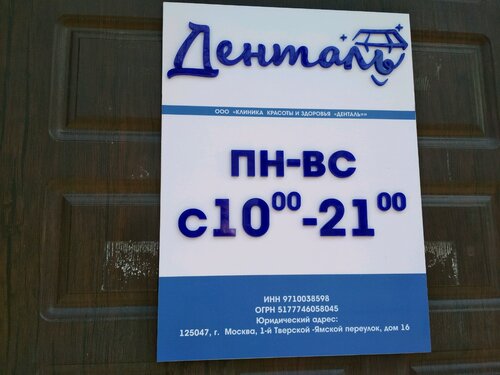 Денталь
ООО «КЛИНИКА КРАСОТЫ И ЗДОРОВЬЯ «ДЕНТАЛЬ»»
ПН-ВС
с 10⁰⁰-21⁰⁰
ИНН 9710038598
ОГРН 5177746058045
Юридический адрес:
125047, г. Москва, 1-й Тверской -Ямской переулок, дом 16